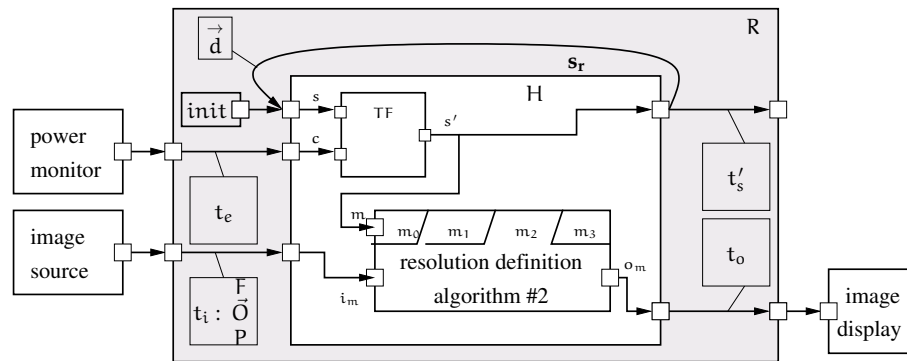 R
d
s_r
init
s
TF
H
c
s′
power
monitor
t_e
t′_s
m
m_0 m_1 m_2 m_3
image
source
resolution definition
algorithm #2
i_m
o_m
t_o
F
t_i : O⃗
P
image
display